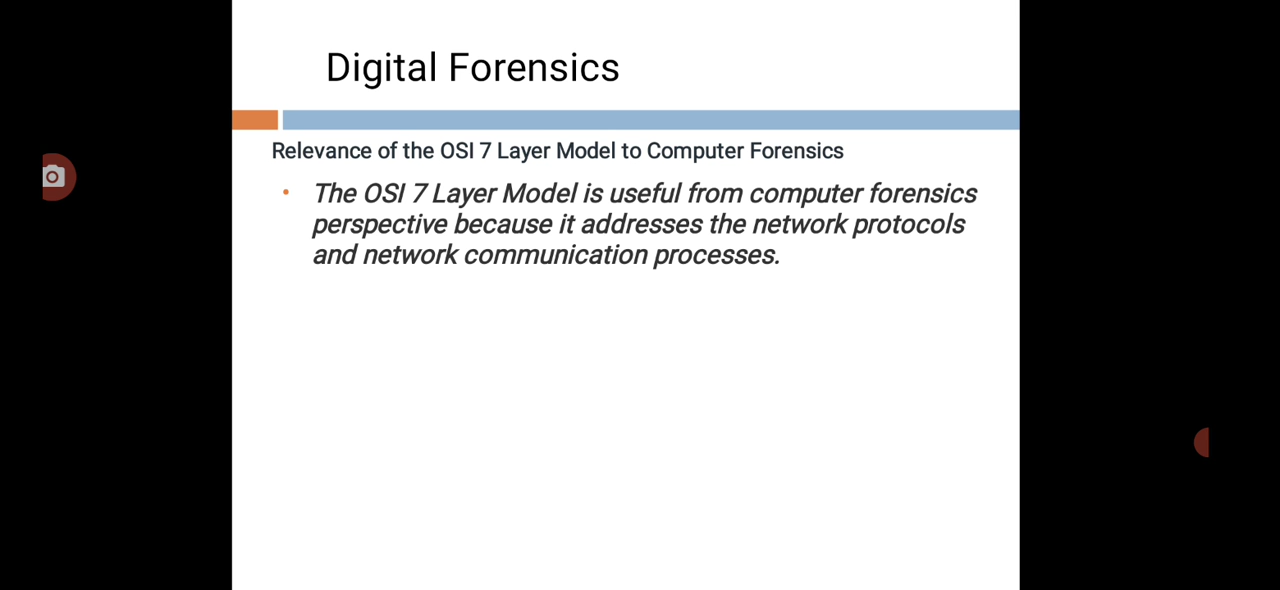 Digital Forensics
Relevance of the OSI 7 Layer Model to Computer Forensics
• The OSI 7 Layer Model is useful from computer forensics
perspective because it addresses the network protocols
and network communication processes.